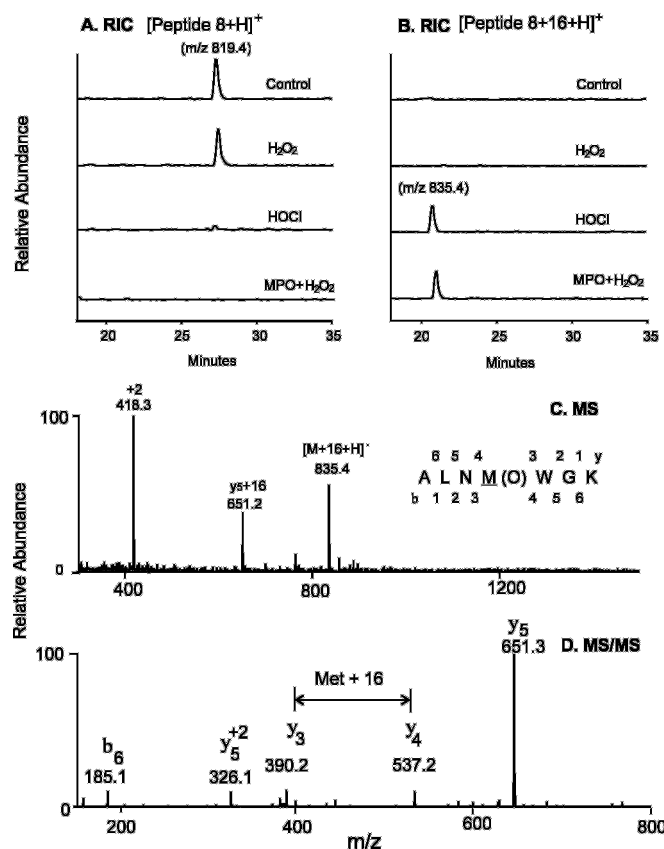 A. RIC [Peptide 8+H]+
(m/z 819.4)
Control
H2O2
HOCl
MPO+H2O2
20 25 30 35
Minutes
Relative Abundance
B. RIC [Peptide 8+16+H]+
Control
H2O2
(m/z 835.4)
HOCl
MPO+H2O2
20 25 30 35
Minutes
C. MS
100
0
+2
418.3
y5+16
651.2
[M+16+H]+
835.4
6 5 4 3 2 1 y
A L N M (O) W G K
b 1 2 3 4 5 6
400 800 1200
Relative Abundance
D. MS/MS
100
0
b6
185.1
y5+2
326.1
y3
390.2
Met + 16
y4
537.2
y5
651.3
200 400 600 800
m/z